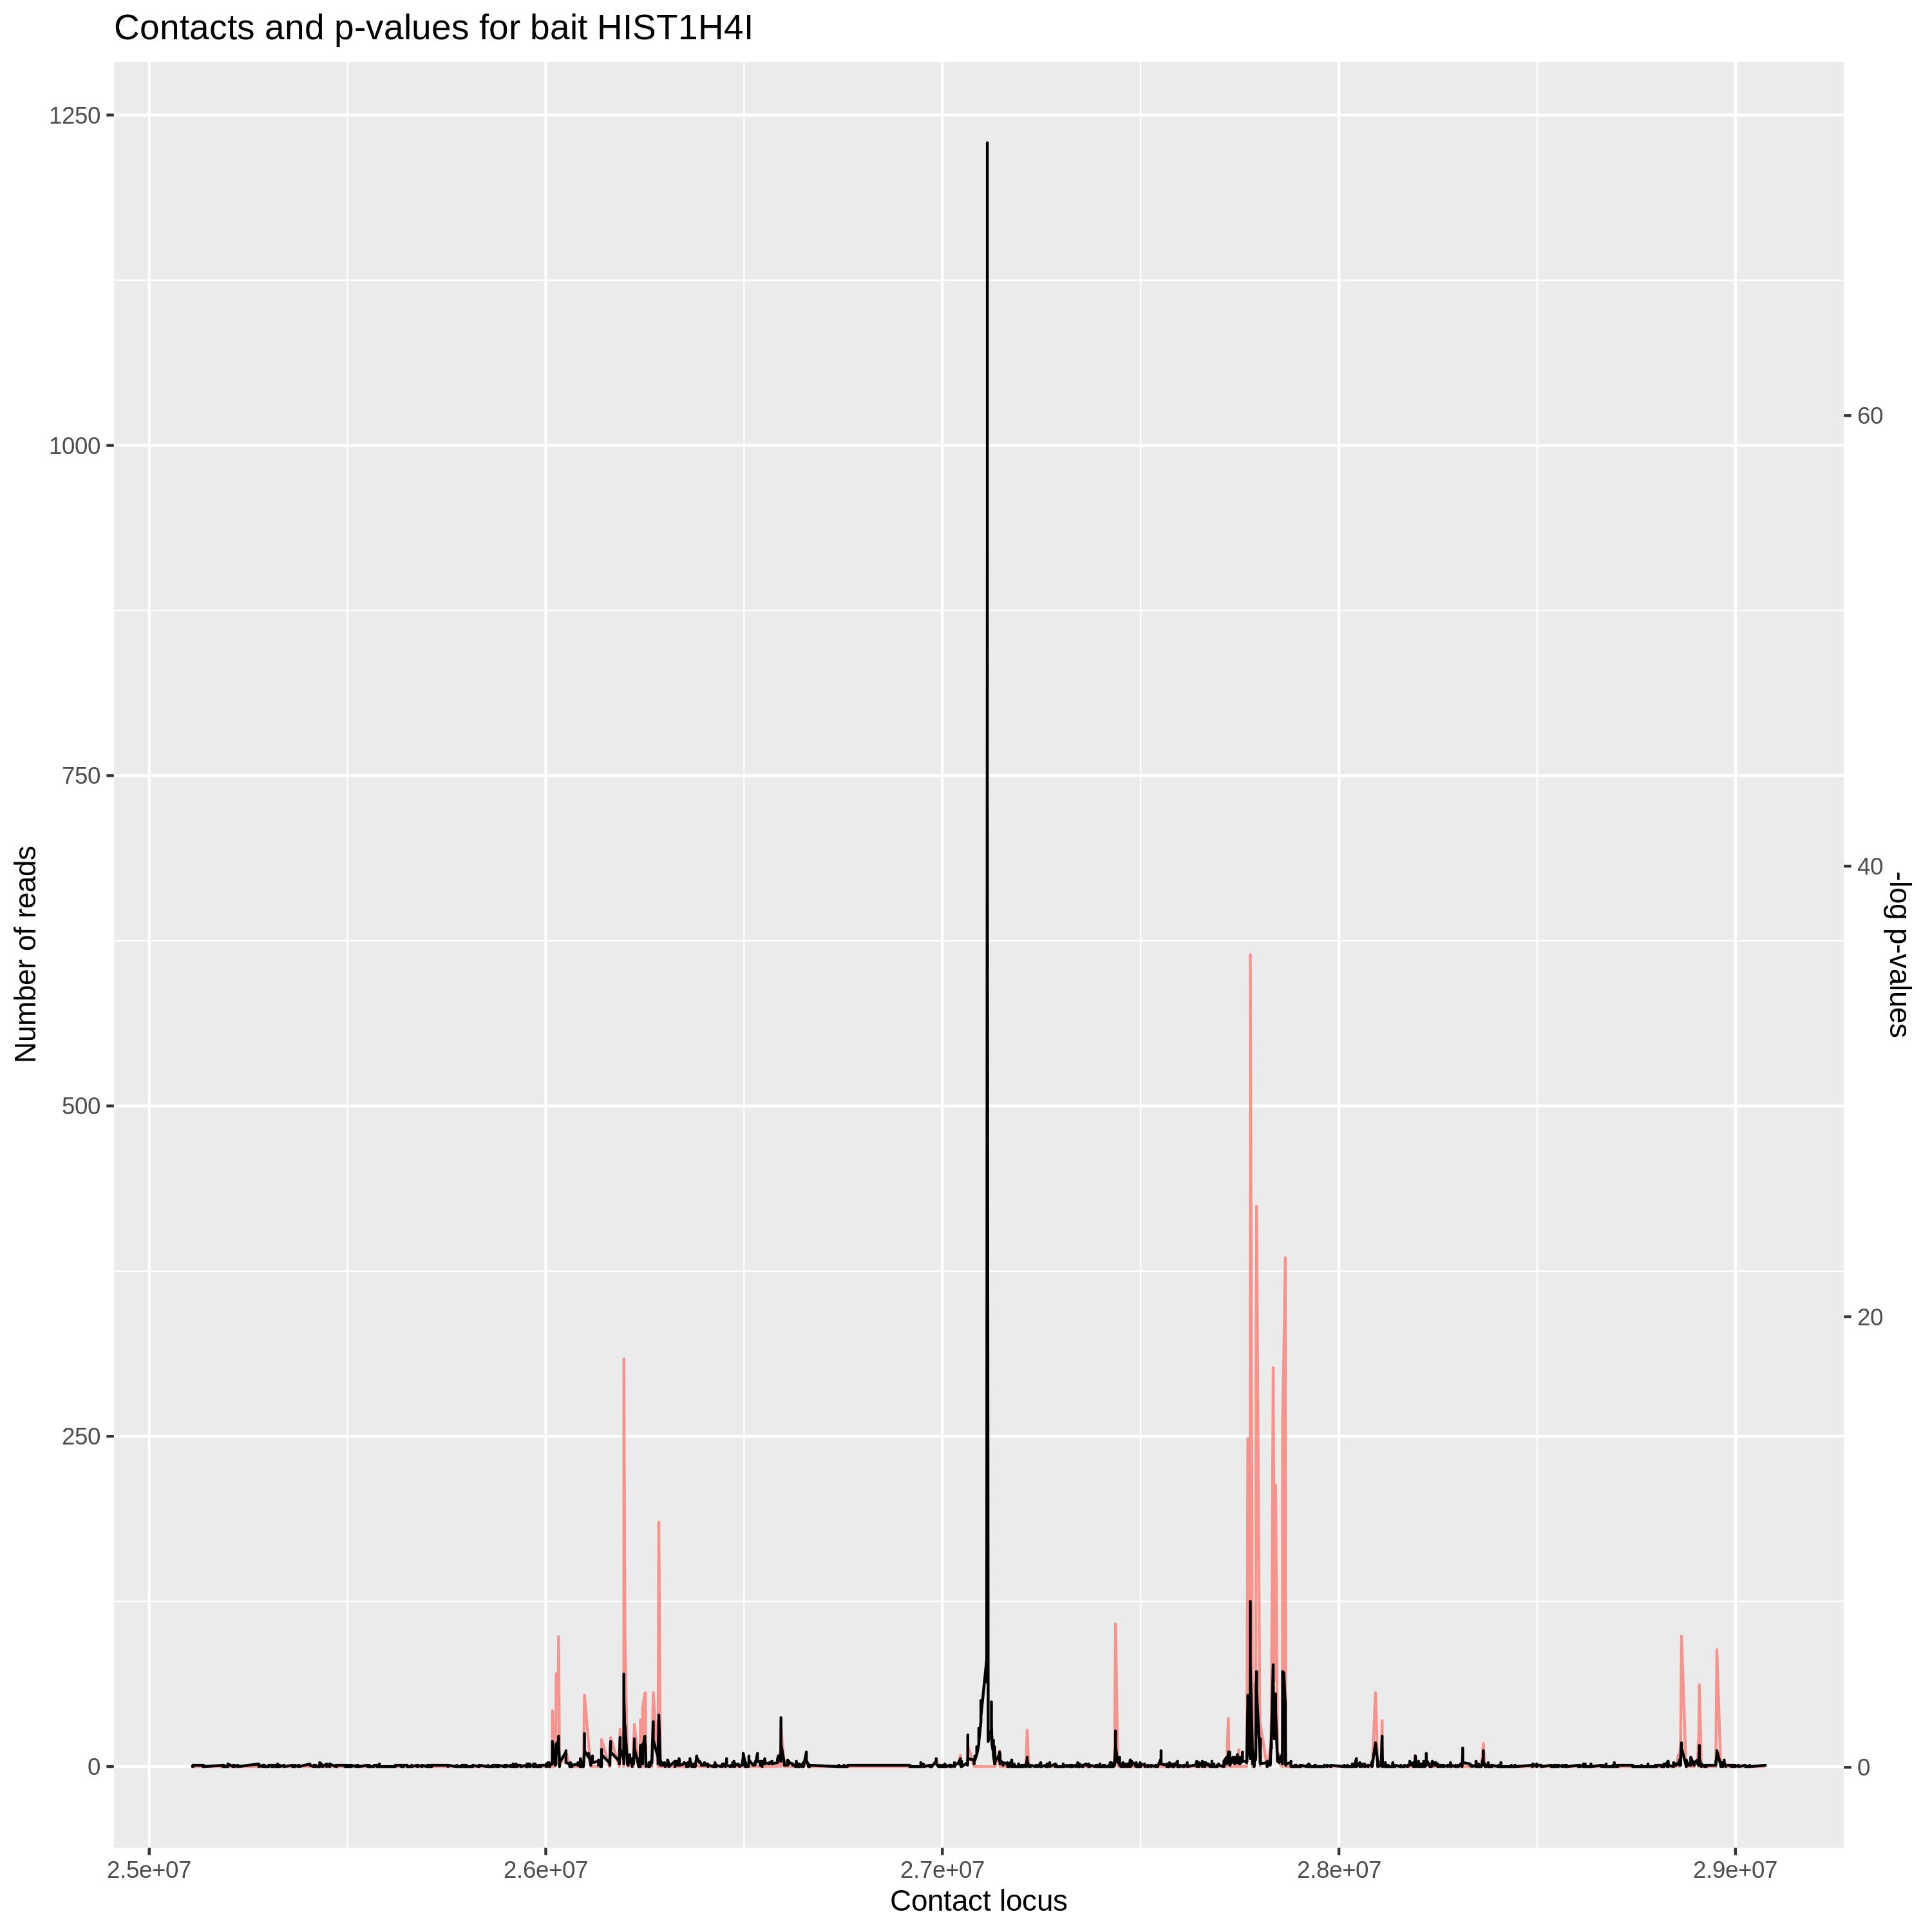 Contacts and p-values for bait HIST1H4I
1250
1000
750
500
250
0
Number of reads
60
40
20
0
-log p-values
2.5e+07 2.6e+07 2.7e+07 2.8e+07 2.9e+07
Contact locus